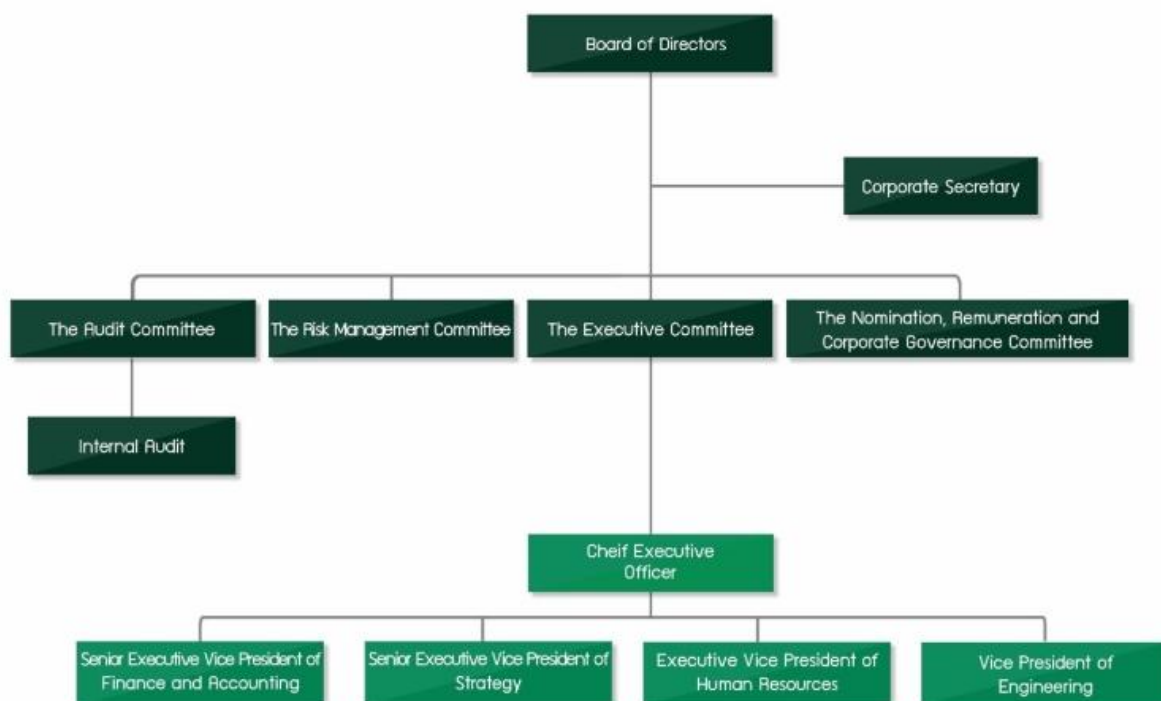 Board of Directors
Corporate Secretary
The Audit Committee
The Risk Management Committee
The Executive Committee
The Nomination, Remuneration and
Corporate Governance Committee
Internal Audit
Cheif Executive
Officer
Senior Executive Vice President of
Finance and Accounting
Senior Executive Vice President of
Strategy
Executive Vice President of
Human Resources
Vice President of
Engineering